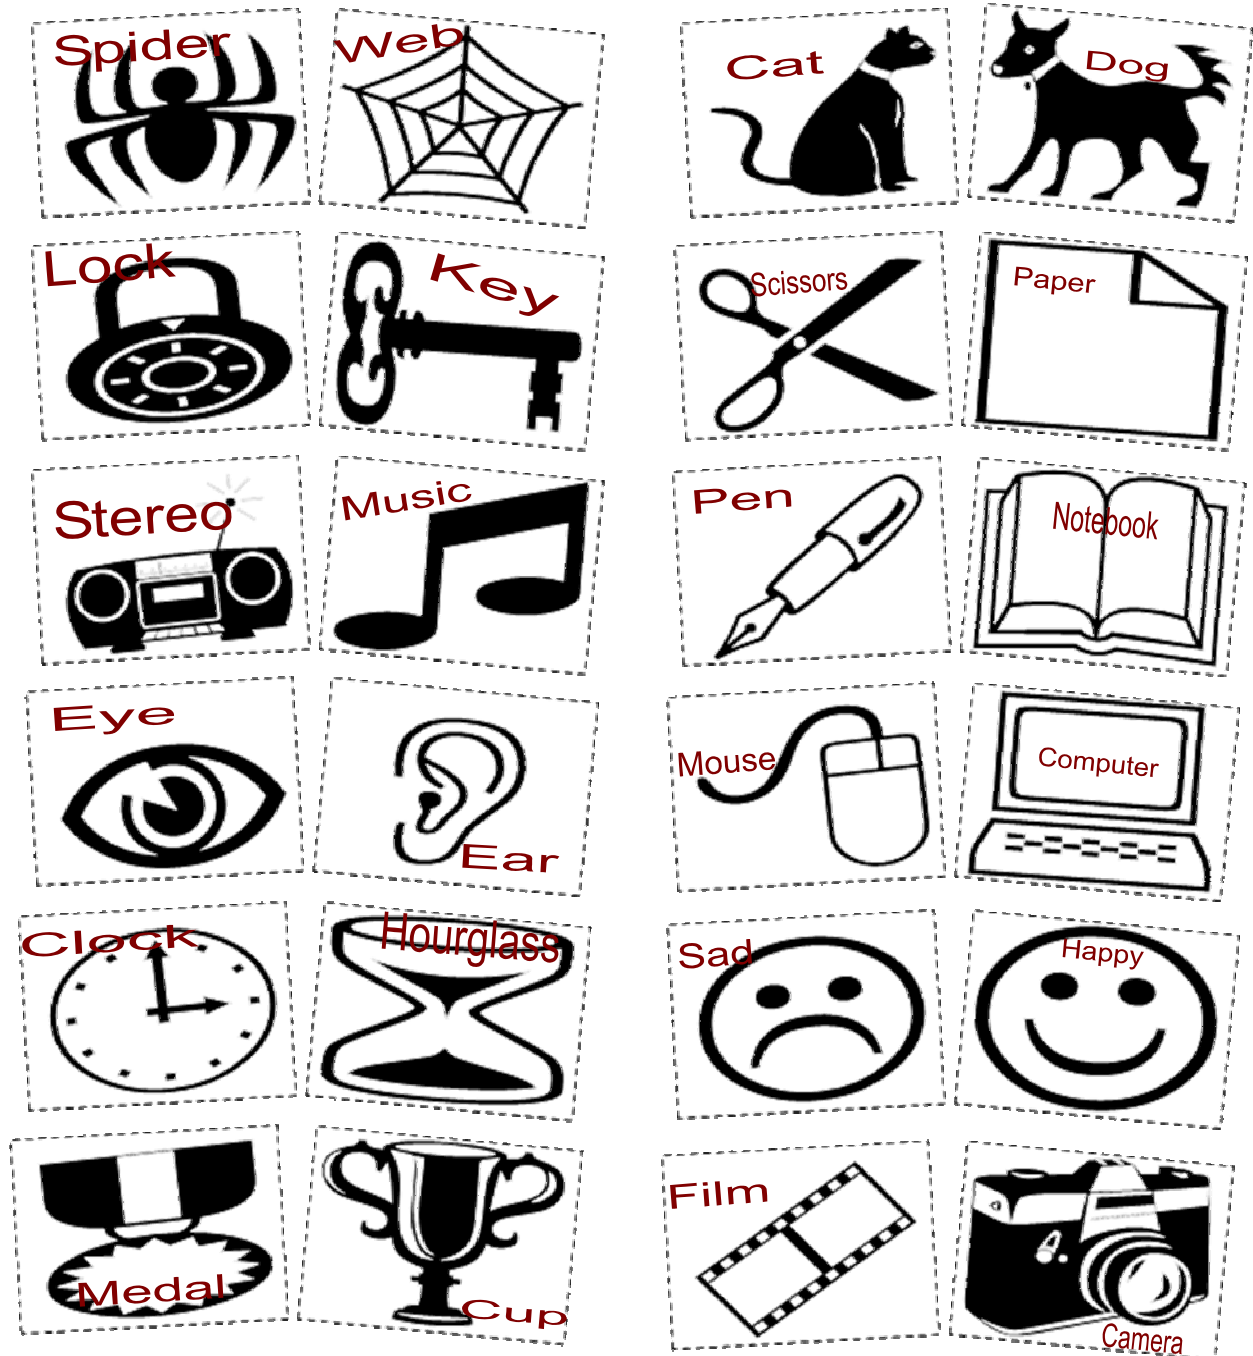 Spider
Web
Cat
Dog
Lock
Key
Scissors
Paper
Stereo
Music
Pen
Notebook
Eye
Ear
Mouse
Computer
Clock
Hourglass
Sad
Happy
Medal
Cup
Film
Camera